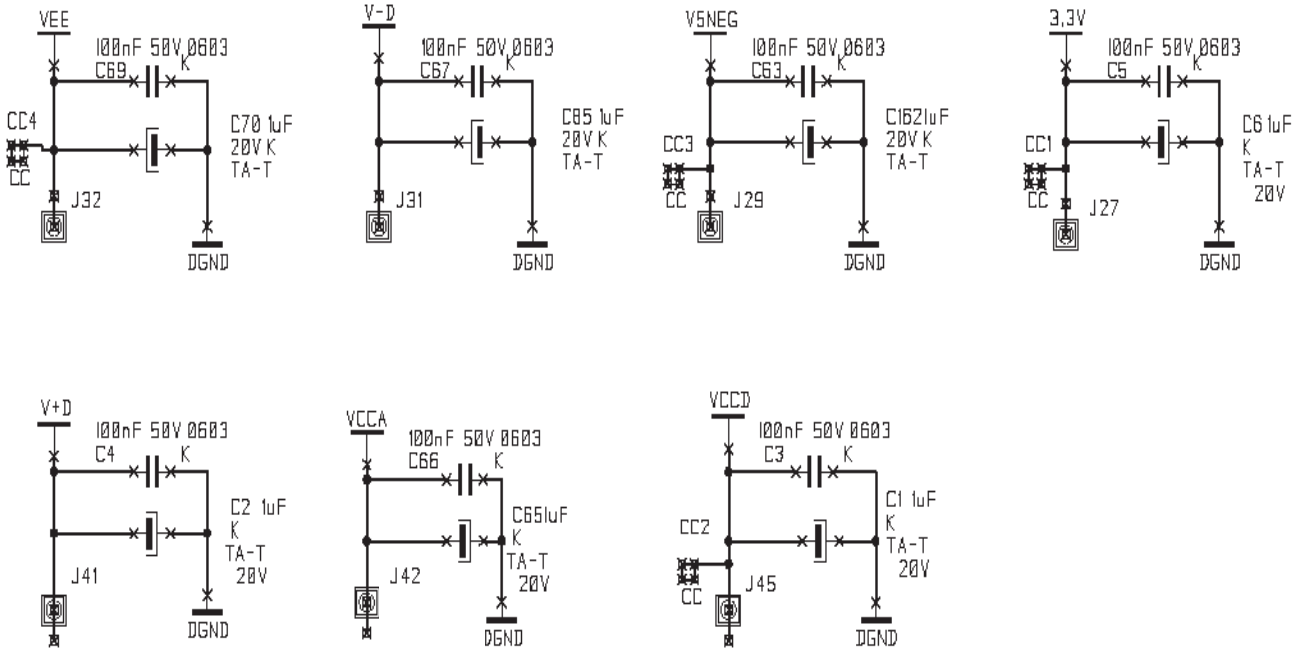 VEE
100nF 50V 0603
C69 K
CC4
C70 1uF
20V K
TA-T
CC
J32
DGND
V-D
100nF 50V 0603
C67 K
C85 1uF
20V K
TA-T
J31
DGND
V5NEG
100nF 50V 0603
C63 K
CC3
C162 1uF
20V K
TA-T
CC
J29
DGND
3,3V
100nF 50V 0603
C5 K
CC1
C6 1uF
K
TA-T
20V
CC
J27
DGND
V+D
100nF 50V 0603
C4 K
C2 1uF
K
TA-T
20V
J41
DGND
VCCA
100nF 50V 0603
C66 K
C65 1uF
K
TA-T
20V
J42
DGND
VCCD
100nF 50V 0603
C3 K
CC2
C1 1uF
K
TA-T
20V
CC
J45
DGND